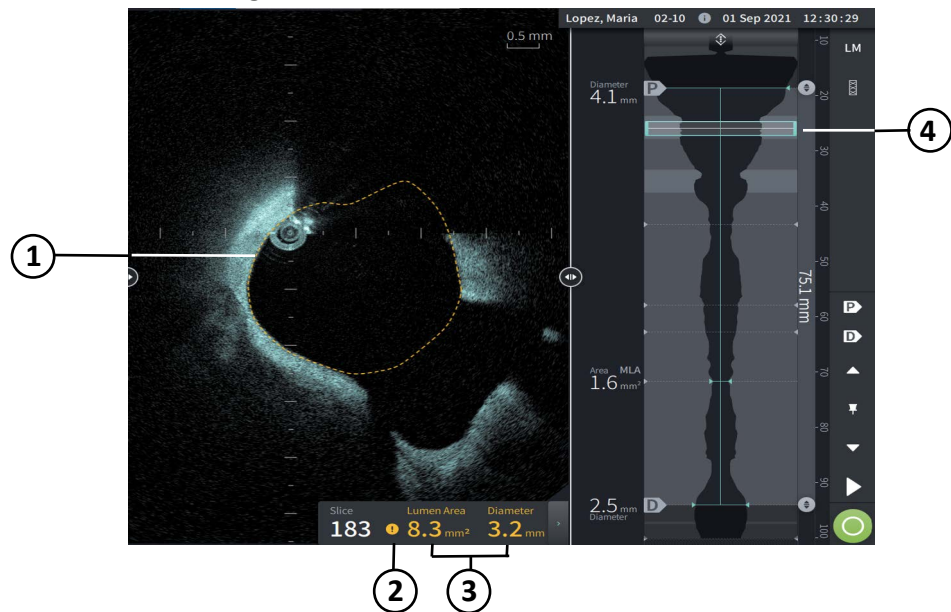 Lopez, Maria 02-10 i 01 Sep 2021 12:30:29
0.5 mm
LM
Diameter
4.1 mm
P
10
20
30
40
50
60
70
80
90
100
75.1 mm
P
D
Area MLA
1.6 mm²
D
2.5 mm
Diameter
Slice Lumen Area Diameter
183 ! 8.3 mm² 3.2 mm
1
2
3
4